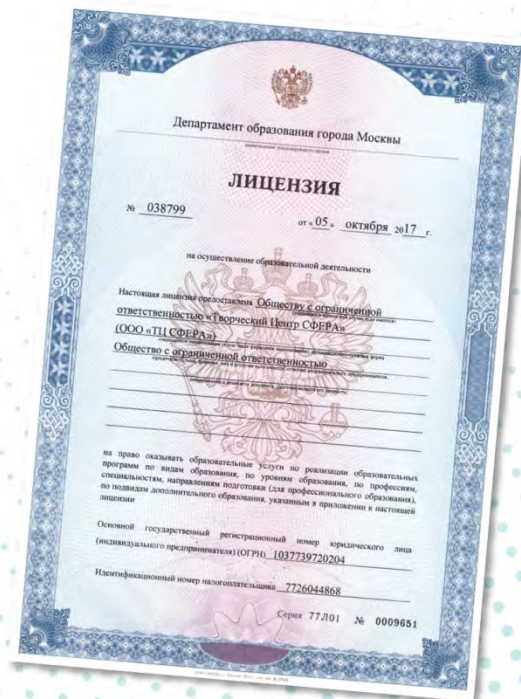 Департамент образования города Москвы
ЛИЦЕНЗИЯ
№ 038799
от « 05 » октября 2017 г.
на осуществление образовательной деятельности
Настоящая лицензия предоставлена Обществу с ограниченной
ответственностью «Творческий Центр СФЕРА»
(ООО «ТЦ СФЕРА»)
Общество с ограниченной ответственностью
на право оказывать образовательные услуги по реализации образовательных
программ по видам образования, по уровням образования, по профессиям,
специальностям, направлениям подготовки (для профессионального образования),
по подвидам дополнительного образования, указанным в приложении к настоящей
лицензии
Основной государственный регистрационный номер юридического лица
(индивидуального предпринимателя) (ОГРН) 1037739720204
Идентификационный номер налогоплательщика 7726044868
Серия 77Л01 № 0009651